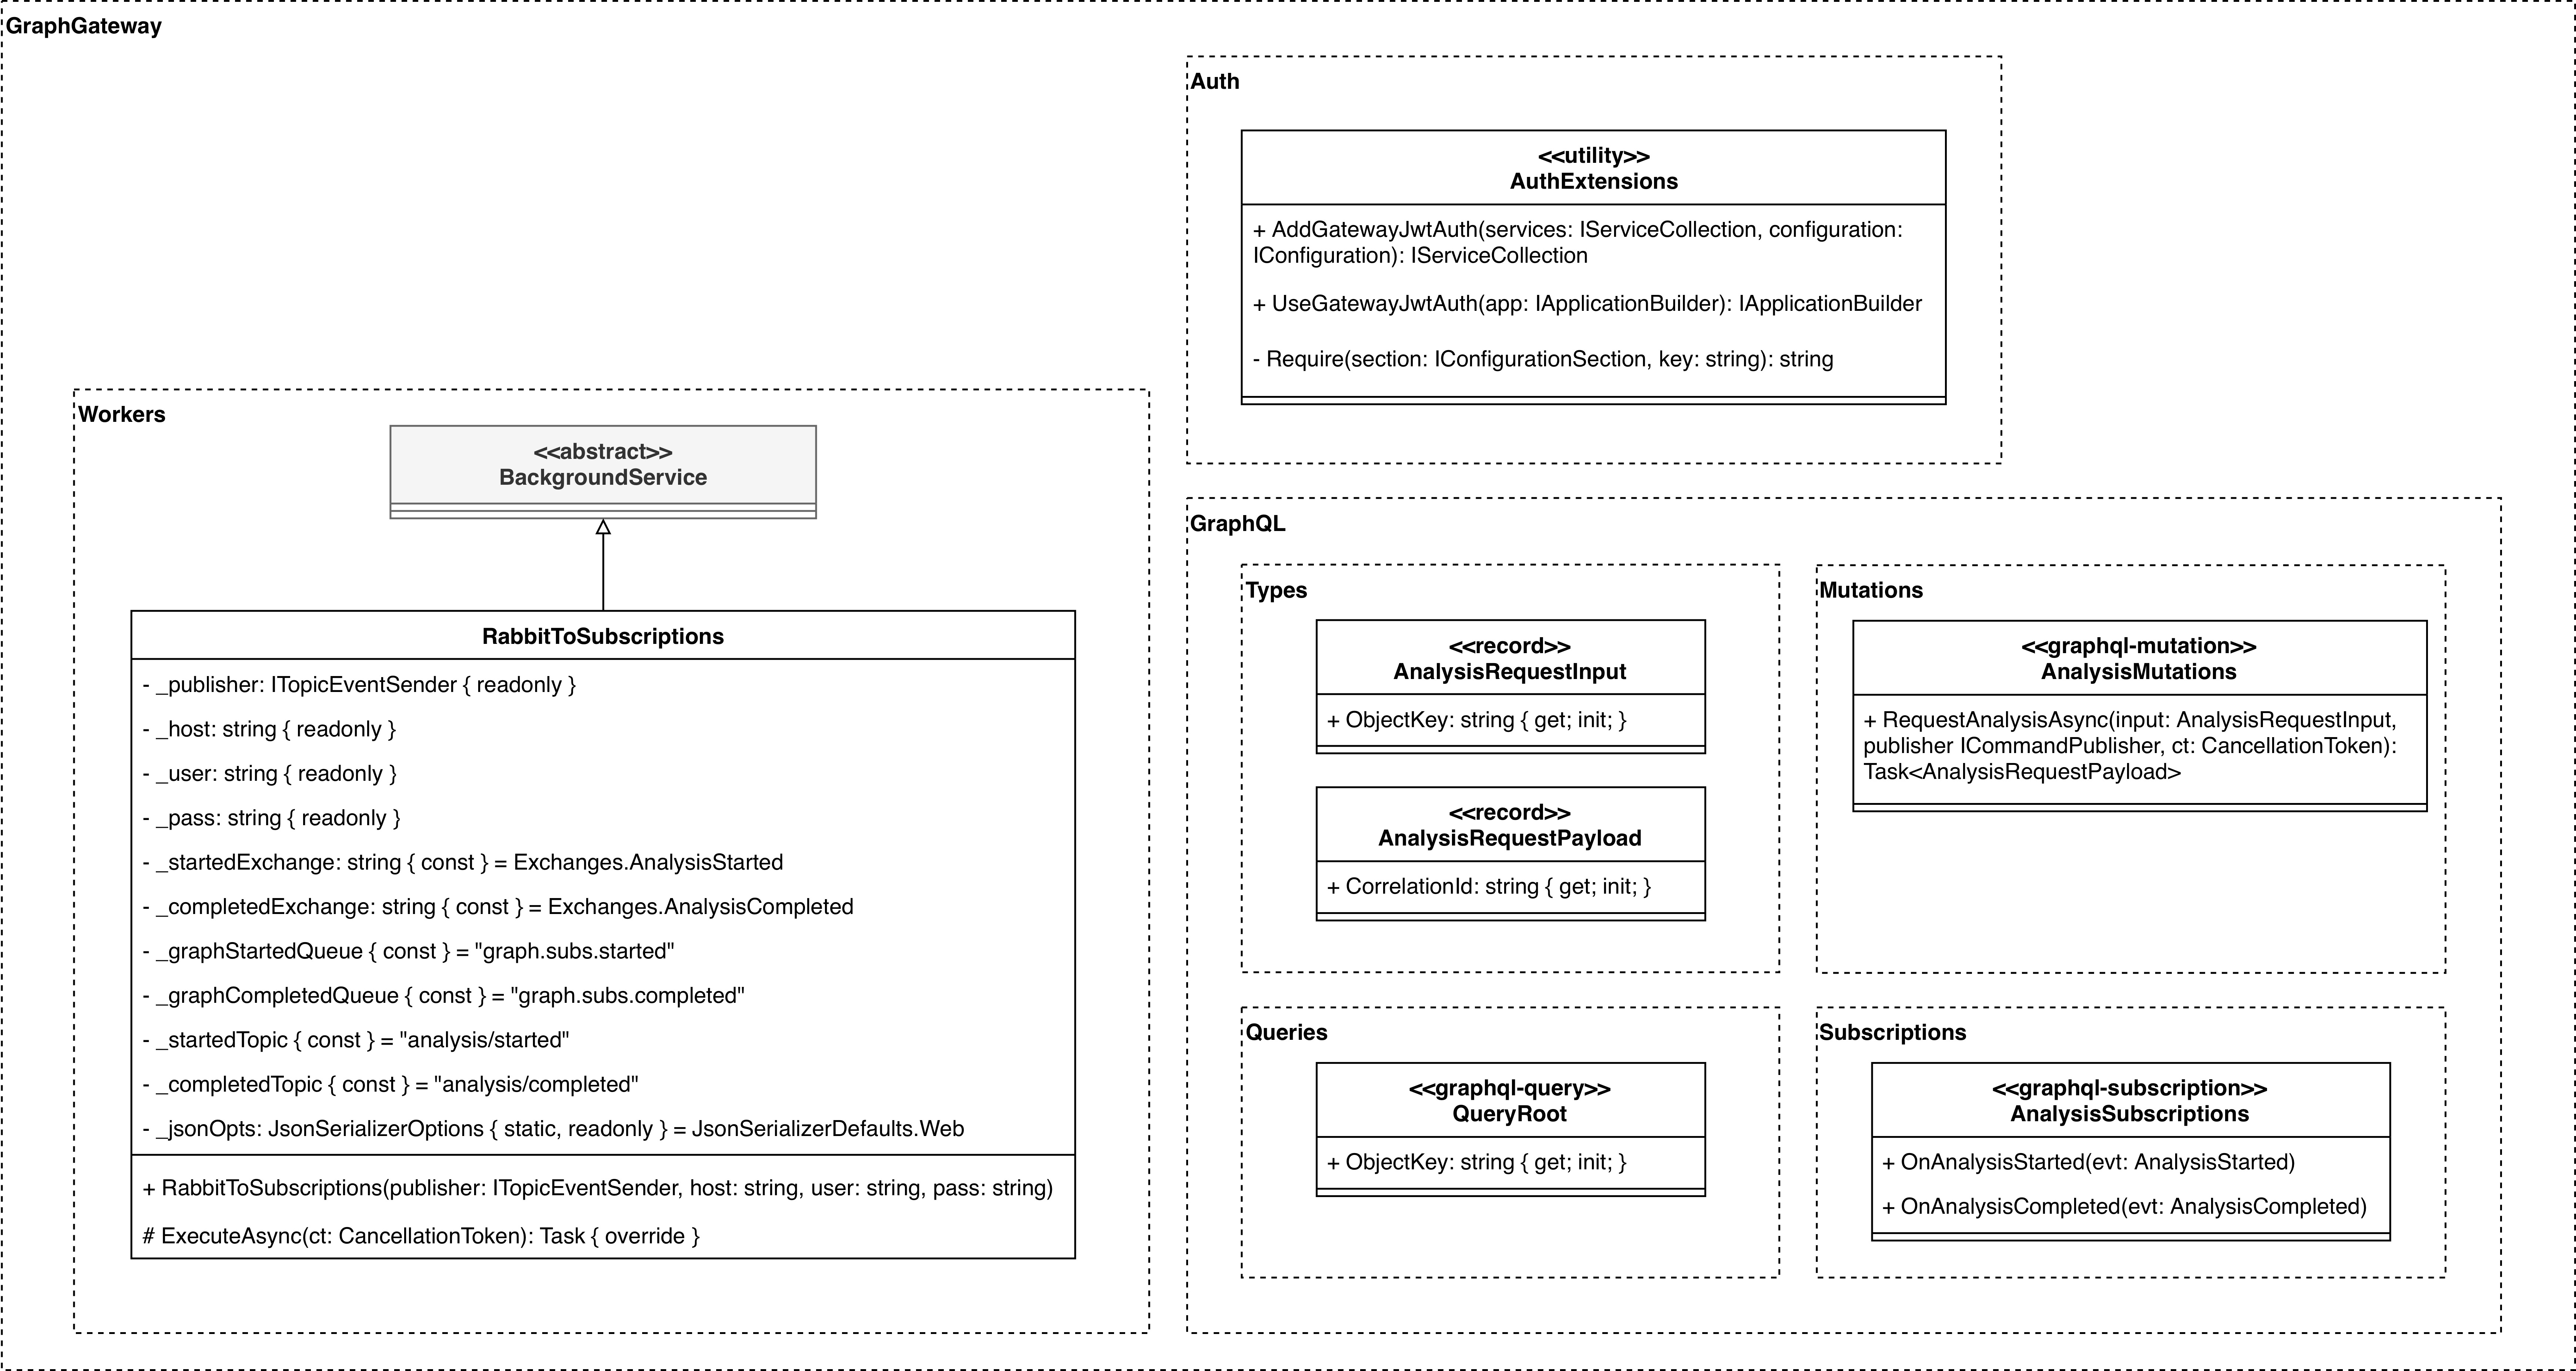 GraphGateway
Auth
<<utility>>
AuthExtensions
+ AddGatewayJwtAuth(services: IServiceCollection, configuration:
IConfiguration): IServiceCollection
+ UseGatewayJwtAuth(app: IApplicationBuilder): IApplicationBuilder
- Require(section: IConfigurationSection, key: string): string
Workers
<<abstract>>
BackgroundService
RabbitToSubscriptions
- _publisher: ITopicEventSender { readonly }
- _host: string { readonly }
- _user: string { readonly }
- _pass: string { readonly }
- _startedExchange: string { const } = Exchanges.AnalysisStarted
- _completedExchange: string { const } = Exchanges.AnalysisCompleted
- _graphStartedQueue { const } = "graph.subs.started"
- _graphCompletedQueue { const } = "graph.subs.completed"
- _startedTopic { const } = "analysis/started"
- _completedTopic { const } = "analysis/completed"
- _jsonOpts: JsonSerializerOptions { static, readonly } = JsonSerializerDefaults.Web
+ RabbitToSubscriptions(publisher: ITopicEventSender, host: string, user: string, pass: string)
# ExecuteAsync(ct: CancellationToken): Task { override }
GraphQL
Types
<<record>>
AnalysisRequestInput
+ ObjectKey: string { get; init; }
<<record>>
AnalysisRequestPayload
+ CorrelationId: string { get; init; }
Mutations
<<graphql-mutation>>
AnalysisMutations
+ RequestAnalysisAsync(input: AnalysisRequestInput,
publisher ICommandPublisher, ct: CancellationToken):
Task<AnalysisRequestPayload>
Queries
<<graphql-query>>
QueryRoot
+ ObjectKey: string { get; init; }
Subscriptions
<<graphql-subscription>>
AnalysisSubscriptions
+ OnAnalysisStarted(evt: AnalysisStarted)
+ OnAnalysisCompleted(evt: AnalysisCompleted)